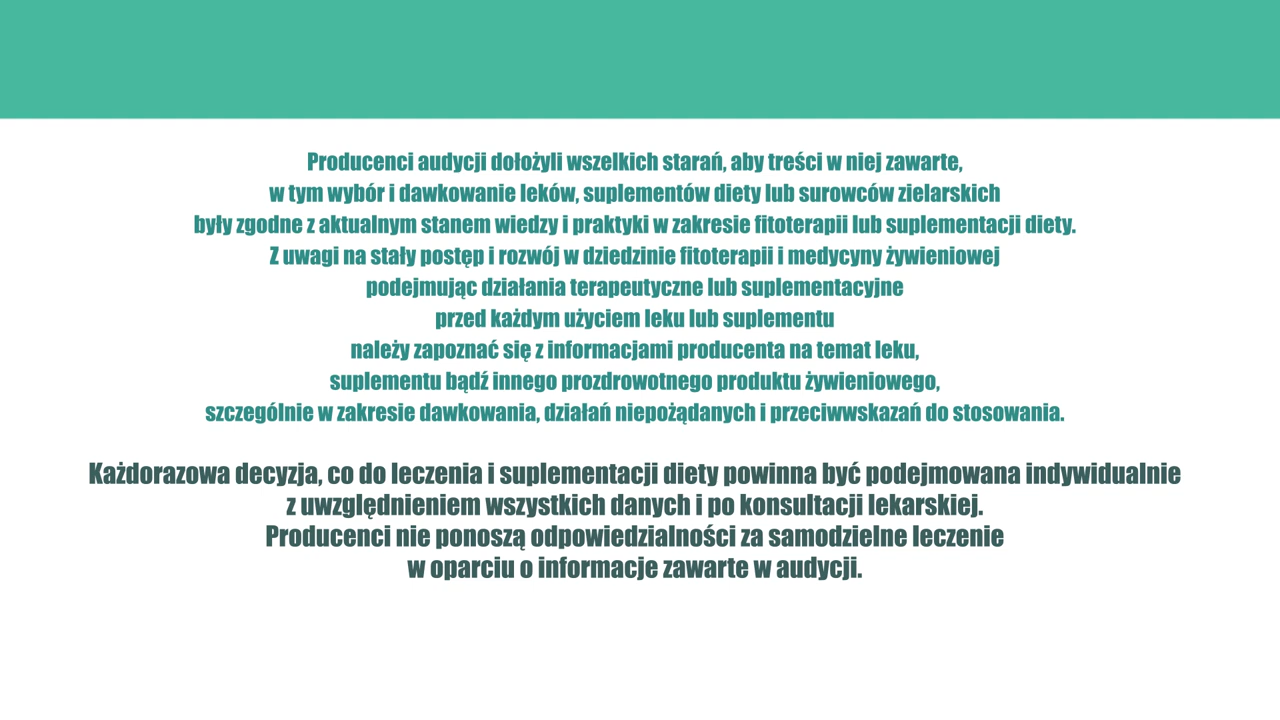 Producenci audycji dołożyli wszelkich starań, aby treści w niej zawarte,
w tym wybór i dawkowanie leków, suplementów diety lub surowców zielarskich
były zgodne z aktualnym stanem wiedzy i praktyki w zakresie fitoterapii lub suplementacji diety.
Z uwagi na stały postęp i rozwój w dziedzinie fitoterapii i medycyny żywieniowej
podejmując działania terapeutyczne lub suplementacyjne
przed każdym użyciem leku lub suplementu
należy zapoznać się z informacjami producenta na temat leku,
suplementu bądź innego prozdrowotnego produktu żywieniowego,
szczególnie w zakresie dawkowania, działań niepożądanych i przeciwwskazań do stosowania.
Każdorazowa decyzja, co do leczenia i suplementacji diety powinna być podejmowana indywidualnie
z uwzględnieniem wszystkich danych i po konsultacji lekarskiej.
Producenci nie ponoszą odpowiedzialności za samodzielne leczenie
w oparciu o informacje zawarte w audycji.